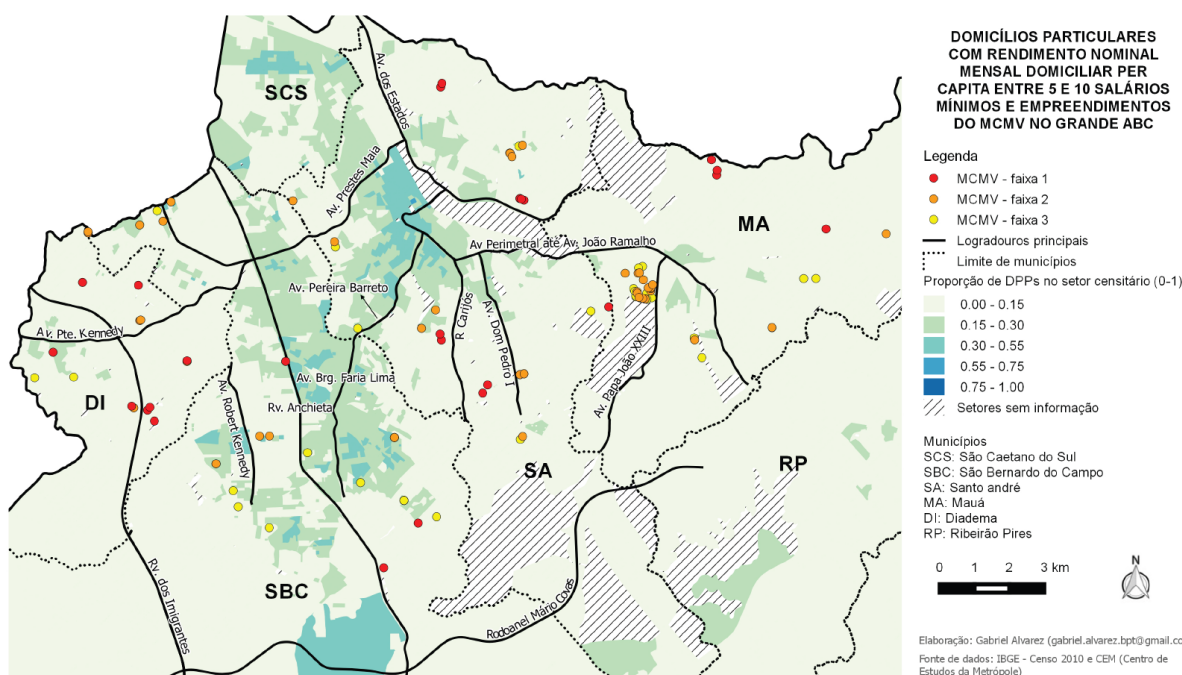 DOMICÍLIOS PARTICULARES
COM RENDIMENTO NOMINAL
MENSAL DOMICILIAR PER
CAPITA ENTRE 5 E 10 SALÁRIOS
MÍNIMOS E EMPREENDIMENTOS
DO MCMV NO GRANDE ABC
Legenda
MCMV - faixa 1
MCMV - faixa 2
MCMV - faixa 3
Logradouros principais
Limite de municípios
Proporção de DPPs no setor censitário (0-1)
0.00 - 0.15
0.15 - 0.30
0.30 - 0.55
0.55 - 0.75
0.75 - 1.00
Setores sem informação
Municípios
SCS: São Caetano do Sul
SBC: São Bernardo do Campo
SA: Santo andré
MA: Mauá
DI: Diadema
RP: Ribeirão Pires
0 1 2 3 km
N
Elaboração: Gabriel Alvarez (gabriel.alvarez.bpt@gmail.co
Fonte de dados: IBGE - Censo 2010 e CEM (Centro de
Estudos da Metrópole)
SCS
Av. dos Estados
Av. Prestes Maia
MA
Av Perimetral até Av. João Ramalho
Av. Pereira Barreto
Av. Pte. Kennedy
R Carijós
Av. Dom Pedro I
Av. Papa João XXIII
Av. Brg. Faria Lima
DI
Av. Robert Kennedy
Rv. Anchieta
SA
RP
Rv. dos Imigrantes
SBC
Rodoanel Mário Covas